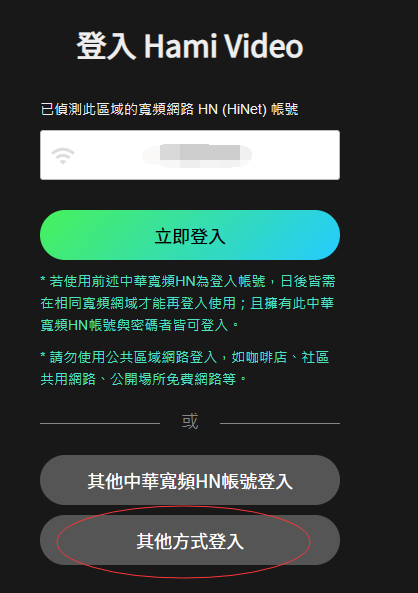 登入 Hami Video
已偵測此區域的寬頻網路 HN (HiNet) 帳號
立即登入
* 若使用前述中華寬頻HN為登入帳號，日後皆需
在相同寬頻網域才能再登入使用；且擁有此中華
寬頻HN帳號與密碼者皆可登入。
* 請勿使用公共區域網路登入，如咖啡店、社區
共用網路、公開場所免費網路等。
或
其他中華寬頻HN帳號登入
其他方式登入